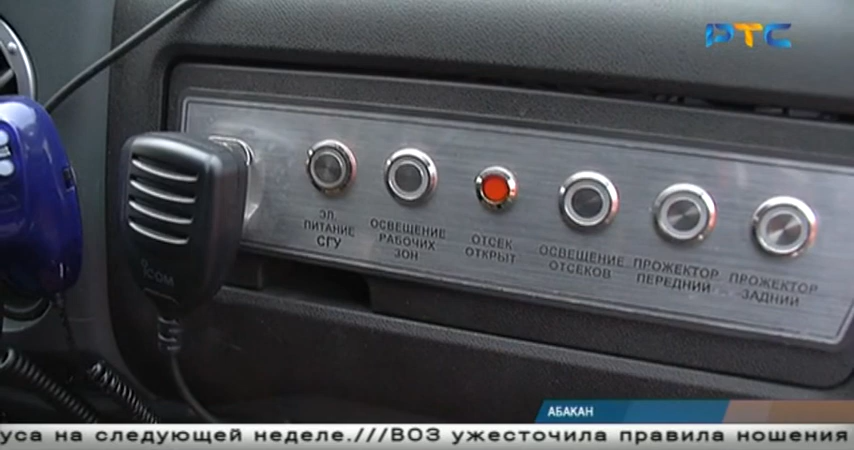 РТС
ЭЛ.
ПИТАНИЕ
СГУ
ОСВЕЩЕНИЕ
РАБОЧИХ
ЗОН
ОТСЕК
ОТКРЫТ
ОСВЕЩЕНИЕ
ОТСЕКОВ
ПРОЖЕКТОР
ПЕРЕДНИЙ
ПРОЖЕКТОР
ЗАДНИЙ
ICOM
АБАКАН
уса на следующей неделе.///ВОЗ ужесточила правила ношения